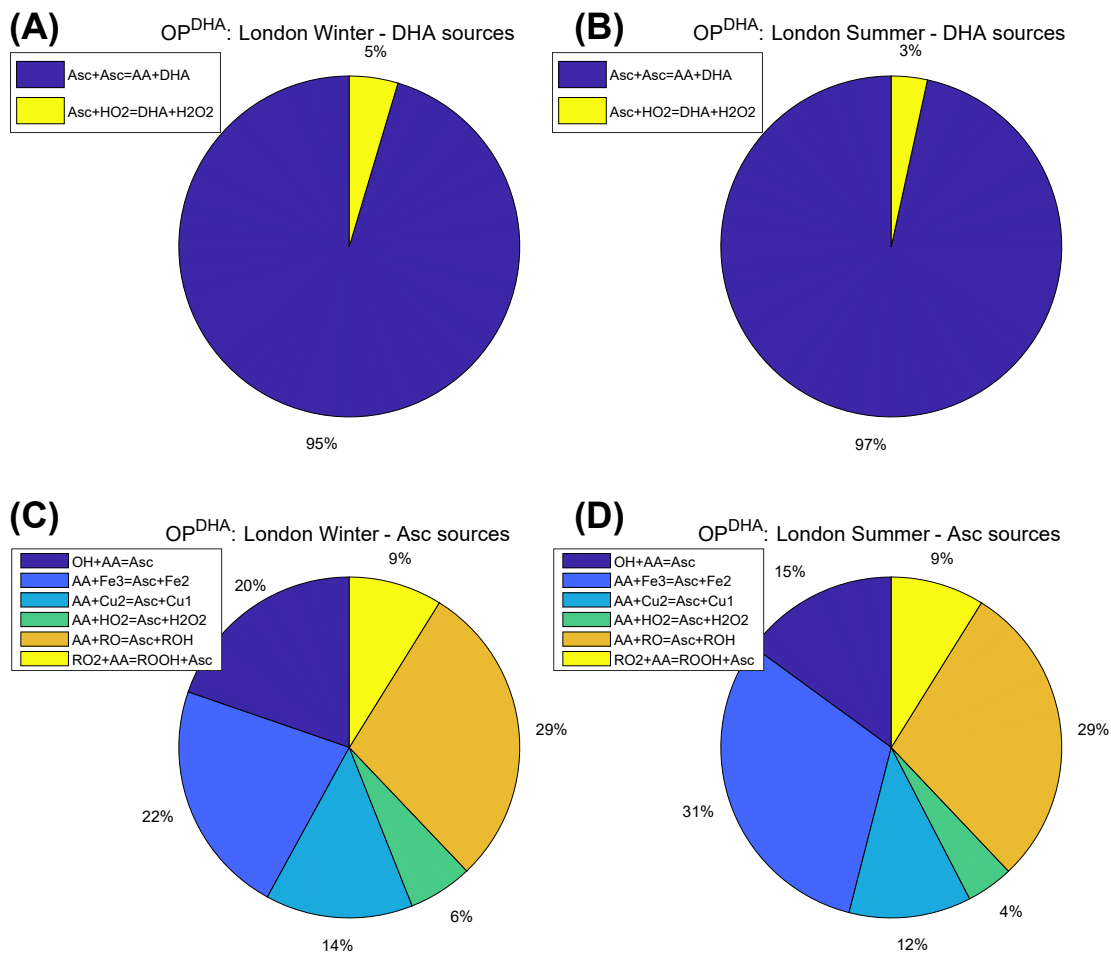 (A)
OP^DHA: London Winter - DHA sources
5%
Asc+Asc=AA+DHA
Asc+HO2=DHA+H2O2
95%
(B)
OP^DHA: London Summer - DHA sources
3%
Asc+Asc=AA+DHA
Asc+HO2=DHA+H2O2
97%
(C)
OP^DHA: London Winter - Asc sources
OH+AA=Asc
AA+Fe3=Asc+Fe2
AA+Cu2=Asc+Cu1
AA+HO2=Asc+H2O2
AA+RO=Asc+ROH
RO2+AA=ROOH+Asc
9%
20%
29%
22%
6%
14%
(D)
OP^DHA: London Summer - Asc sources
OH+AA=Asc
AA+Fe3=Asc+Fe2
AA+Cu2=Asc+Cu1
AA+HO2=Asc+H2O2
AA+RO=Asc+ROH
RO2+AA=ROOH+Asc
9%
15%
29%
31%
4%
12%